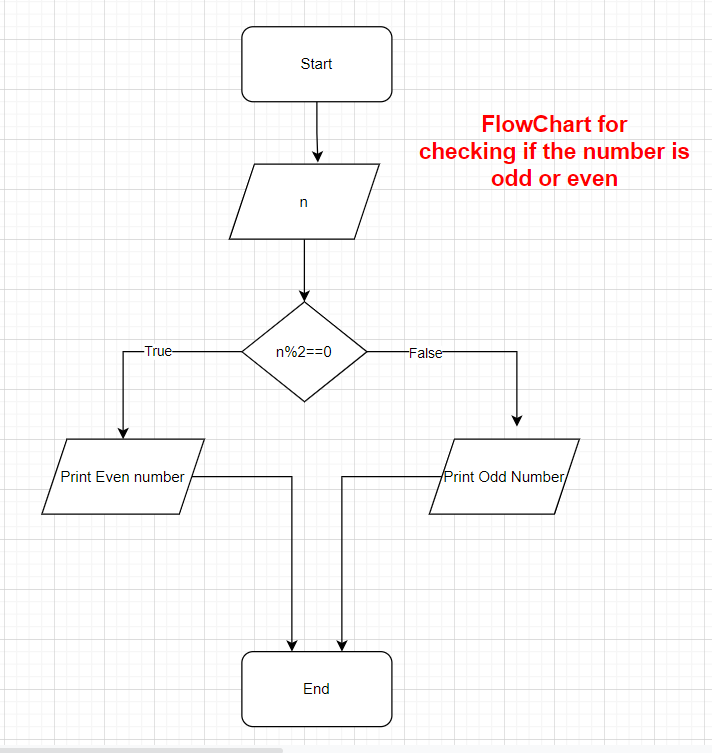 Start
FlowChart for
checking if the number is
odd or even
n
n%2==0
True
False
Print Even number
Print Odd Number
End